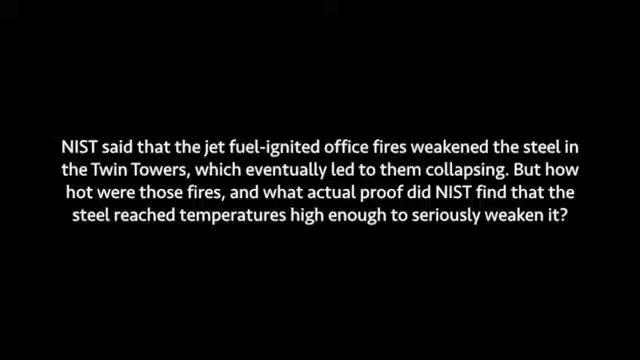 NIST said that the jet fuel-ignited office fires weakened the steel in
the Twin Towers, which eventually led to them collapsing. But how
hot were those fires, and what actual proof did NIST find that the
steel reached temperatures high enough to seriously weaken it?